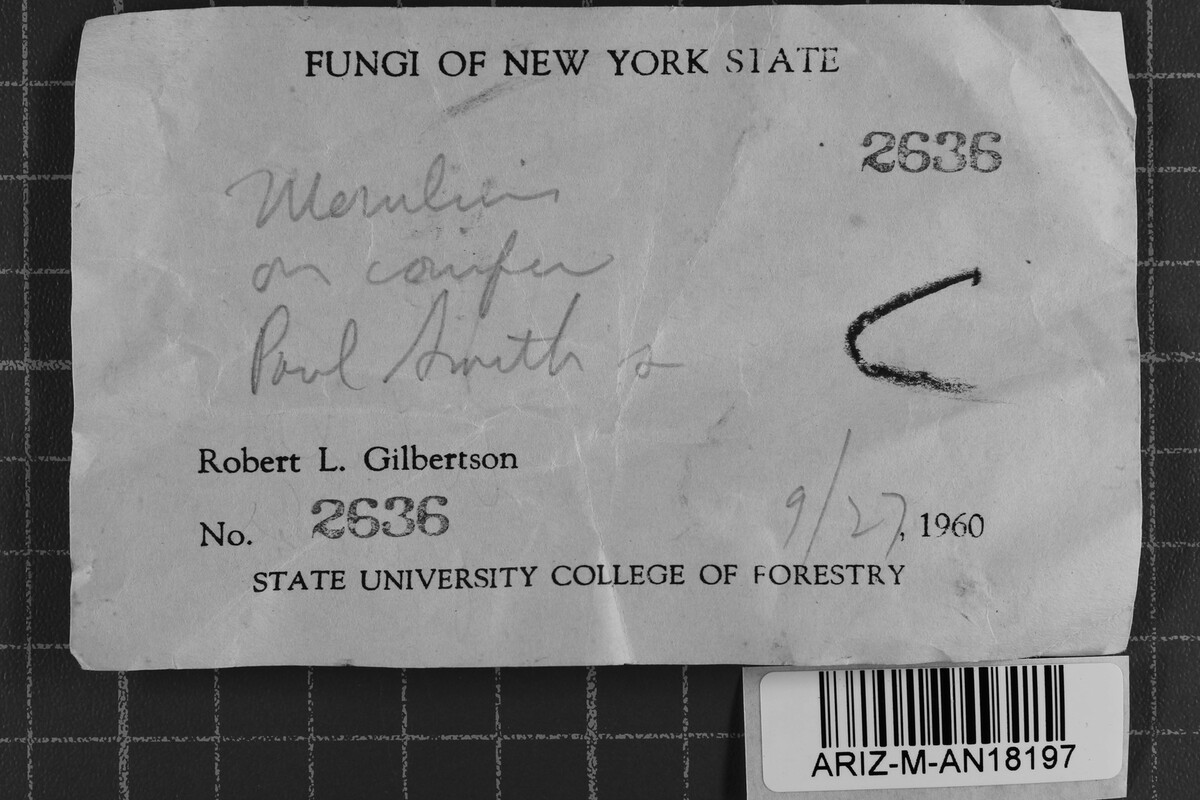 FUNGI OF NEW YORK STATE
2636
Merulius
on conifer
Paul Smith s
Robert L. Gilbertson
No. 2636
9/27, 1960
STATE UNIVERSITY COLLEGE OF FORESTRY
ARIZ-M-AN18197